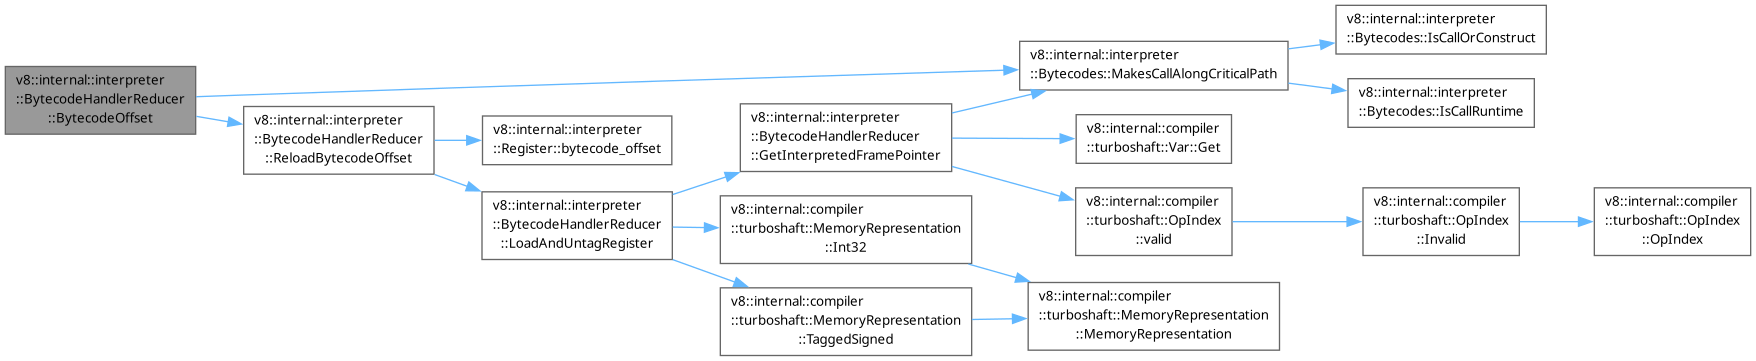 v8::internal::interpreter
::BytecodeHandlerReducer
::BytecodeOffset
v8::internal::interpreter
::BytecodeHandlerReducer
::ReloadBytecodeOffset
v8::internal::interpreter
::Register::bytecode_offset
v8::internal::interpreter
::BytecodeHandlerReducer
::LoadAndUntagRegister
v8::internal::interpreter
::BytecodeHandlerReducer
::GetInterpretedFramePointer
v8::internal::compiler
::turboshaft::MemoryRepresentation
::Int32
v8::internal::compiler
::turboshaft::MemoryRepresentation
::TaggedSigned
v8::internal::interpreter
::Bytecodes::MakesCallAlongCriticalPath
v8::internal::compiler
::turboshaft::Var::Get
v8::internal::compiler
::turboshaft::OpIndex
::valid
v8::internal::compiler
::turboshaft::MemoryRepresentation
::MemoryRepresentation
v8::internal::interpreter
::Bytecodes::IsCallOrConstruct
v8::internal::interpreter
::Bytecodes::IsCallRuntime
v8::internal::compiler
::turboshaft::OpIndex
::Invalid
v8::internal::compiler
::turboshaft::OpIndex
::OpIndex